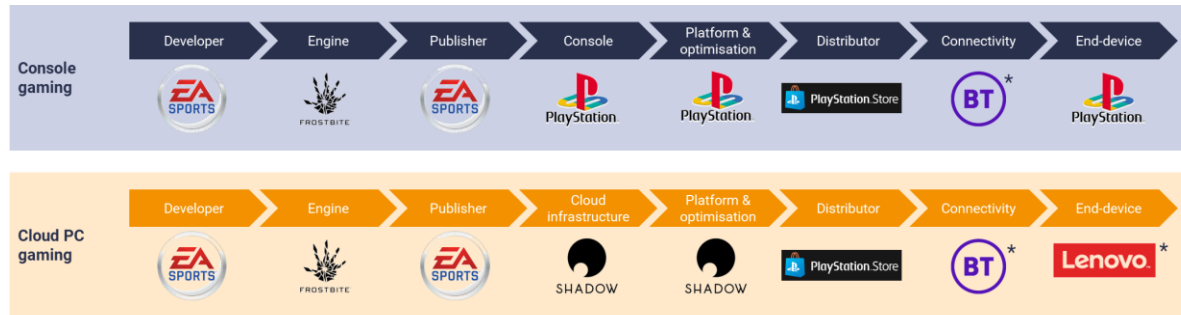 Console gaming
Developer
Engine
Publisher
Console
Platform &
optimisation
Distributor
Connectivity
End-device
EA
SPORTS
FROSTBITE
EA
SPORTS
PlayStation.
PlayStation.
PlayStation.Store
BT
*
PlayStation.
Cloud PC
gaming
Developer
Engine
Publisher
Cloud
infrastructure
Platform &
optimisation
Distributor
Connectivity
End-device
EA
SPORTS
FROSTBITE
EA
SPORTS
SHADOW
SHADOW
PlayStation.Store
BT
*
Lenovo.
*